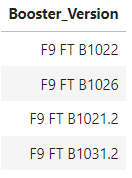 Booster_Version
F9 FT B1022
F9 FT B1026
F9 FT B1021.2
F9 FT B1031.2